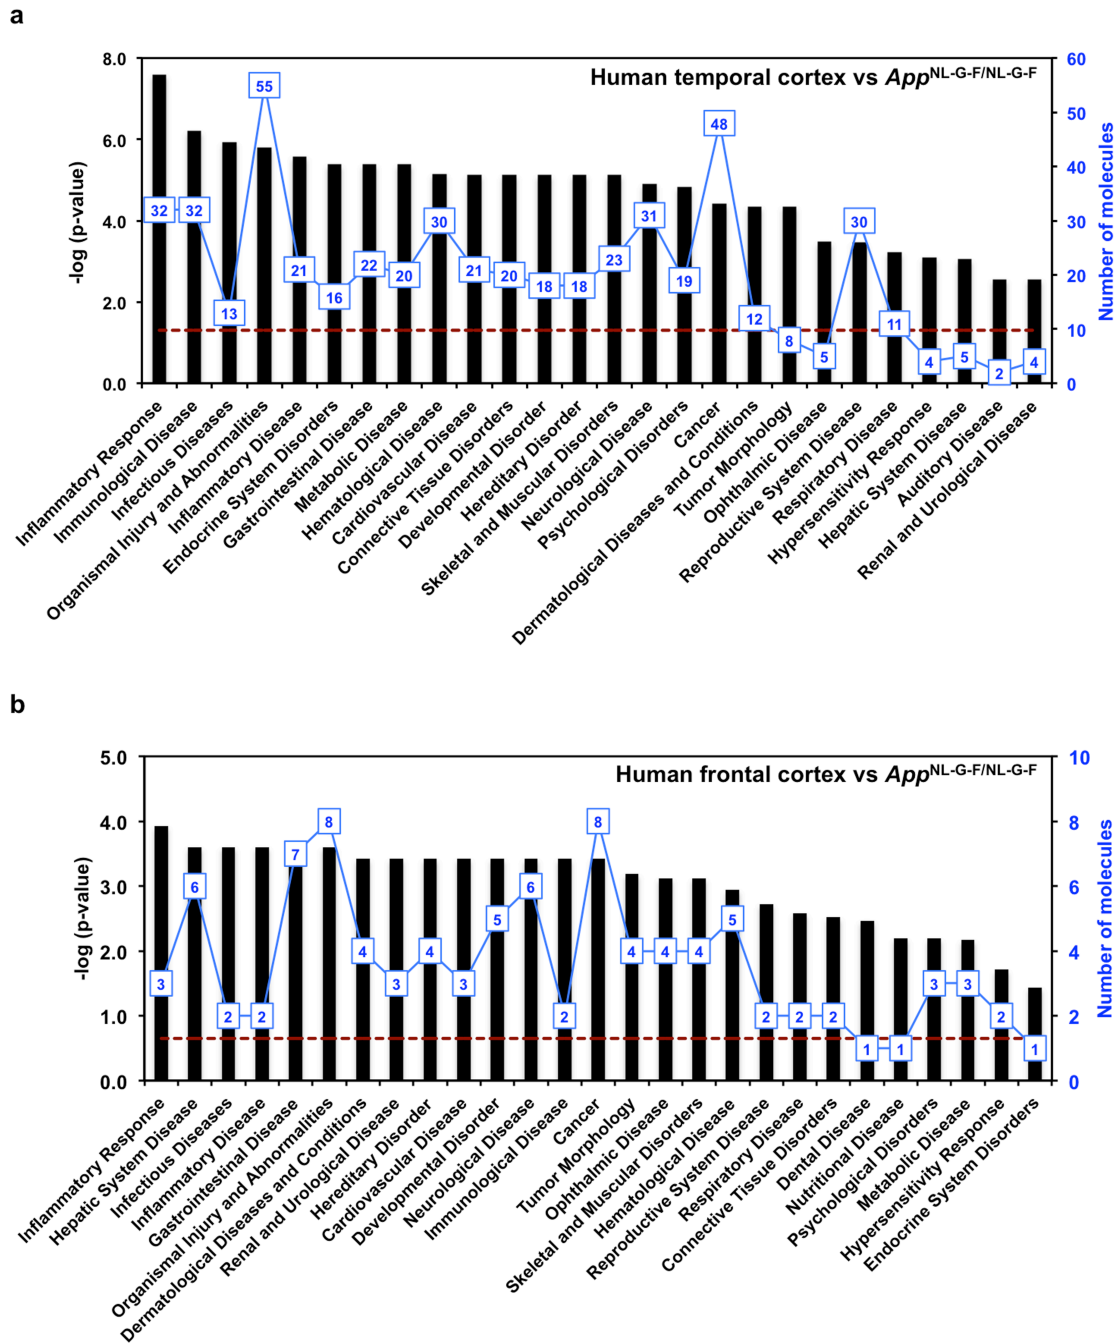 a
Human temporal cortex vs App^NL-G-F/NL-G-F
-log (p-value)
8.0
6.0
4.0
2.0
0.0
Number of molecules
60
50
40
30
20
10
0
32
32
13
55
21
16
22
20
30
21
20
18
18
23
31
19
48
12
8
5
30
11
4
5
2
4
Inflammatory Response
Immunological Disease
Infectious Diseases
Organismal Injury and Abnormalities
Inflammatory Disease
Endocrine System Disorders
Gastrointestinal Disease
Metabolic Disease
Hematological Disease
Cardiovascular Disease
Connective Tissue Disorders
Developmental Disorder
Hereditary Disorder
Skeletal and Muscular Disorders
Neurological Disease
Psychological Disorders
Cancer
Dermatological Diseases and Conditions
Tumor Morphology
Ophthalmic Disease
Reproductive System Disease
Respiratory Disease
Hypersensitivity Response
Hepatic System Disease
Auditory Disease
Renal and Urological Disease
b
Human frontal cortex vs App^NL-G-F/NL-G-F
-log (p-value)
5.0
4.0
3.0
2.0
1.0
0.0
Number of molecules
10
8
6
4
2
0
3
6
2
2
7
8
4
3
4
3
5
6
2
8
4
4
4
5
2
2
2
1
1
3
3
2
1
Inflammatory Response
Hepatic System Disease
Infectious Diseases
Inflammatory Disease
Gastrointestinal Disease
Organismal Injury and Abnormalities
Dermatological Diseases and Conditions
Renal and Urological Disease
Hereditary Disorder
Cardiovascular Disease
Developmental Disorder
Neurological Disease
Immunological Disease
Cancer
Tumor Morphology
Ophthalmic Disease
Skeletal and Muscular Disorders
Hematological Disease
Reproductive System Disease
Respiratory Disease
Connective Tissue Disorders
Dental Disease
Nutritional Disease
Psychological Disorders
Metabolic Disease
Hypersensitivity Response
Endocrine System Disorders